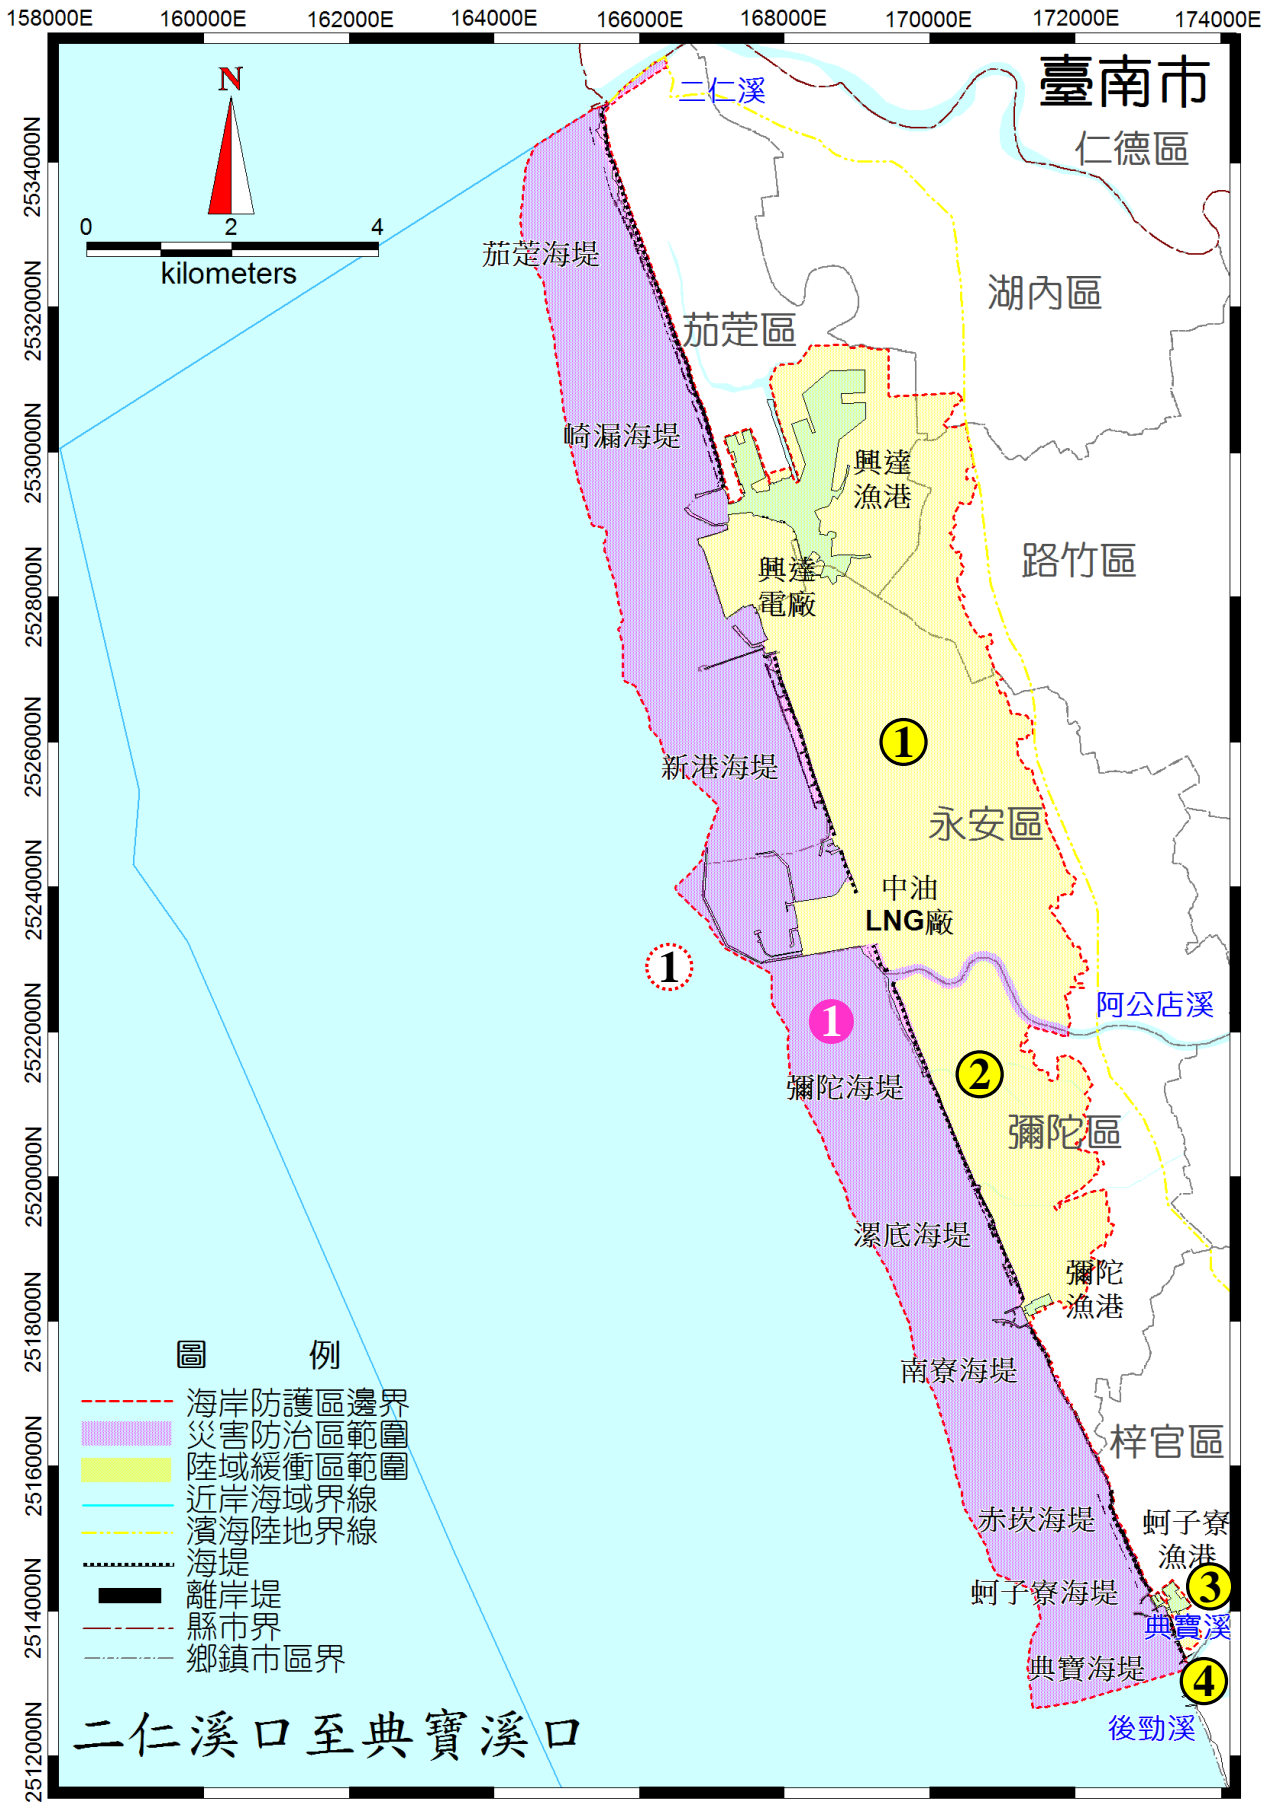 158000E 160000E 162000E 164000E 166000E 168000E 170000E 172000E 174000E
2534000N
2532000N
2530000N
2528000N
2526000N
2524000N
2522000N
2520000N
2518000N
2516000N
2514000N
2512000N
N
0 2 4
kilometers
臺南市
二仁溪
仁德區
茄萣海堤
湖內區
茄萣區
崎漏海堤
興達
漁港
路竹區
興達
電廠
1
新港海堤
永安區
中油
LNG廠
1
阿公店溪
1
2
彌陀海堤
彌陀區
漯底海堤
彌陀
漁港
南寮海堤
梓官區
赤崁海堤
蚵子寮
漁港
蚵子寮海堤
3
典寶溪
典寶海堤
4
後勁溪
圖 例
海岸防護區邊界
災害防治區範圍
陸域緩衝區範圍
近岸海域界線
濱海陸地界線
海堤
離岸堤
縣市界
鄉鎮市區界
二仁溪口至典寶溪口